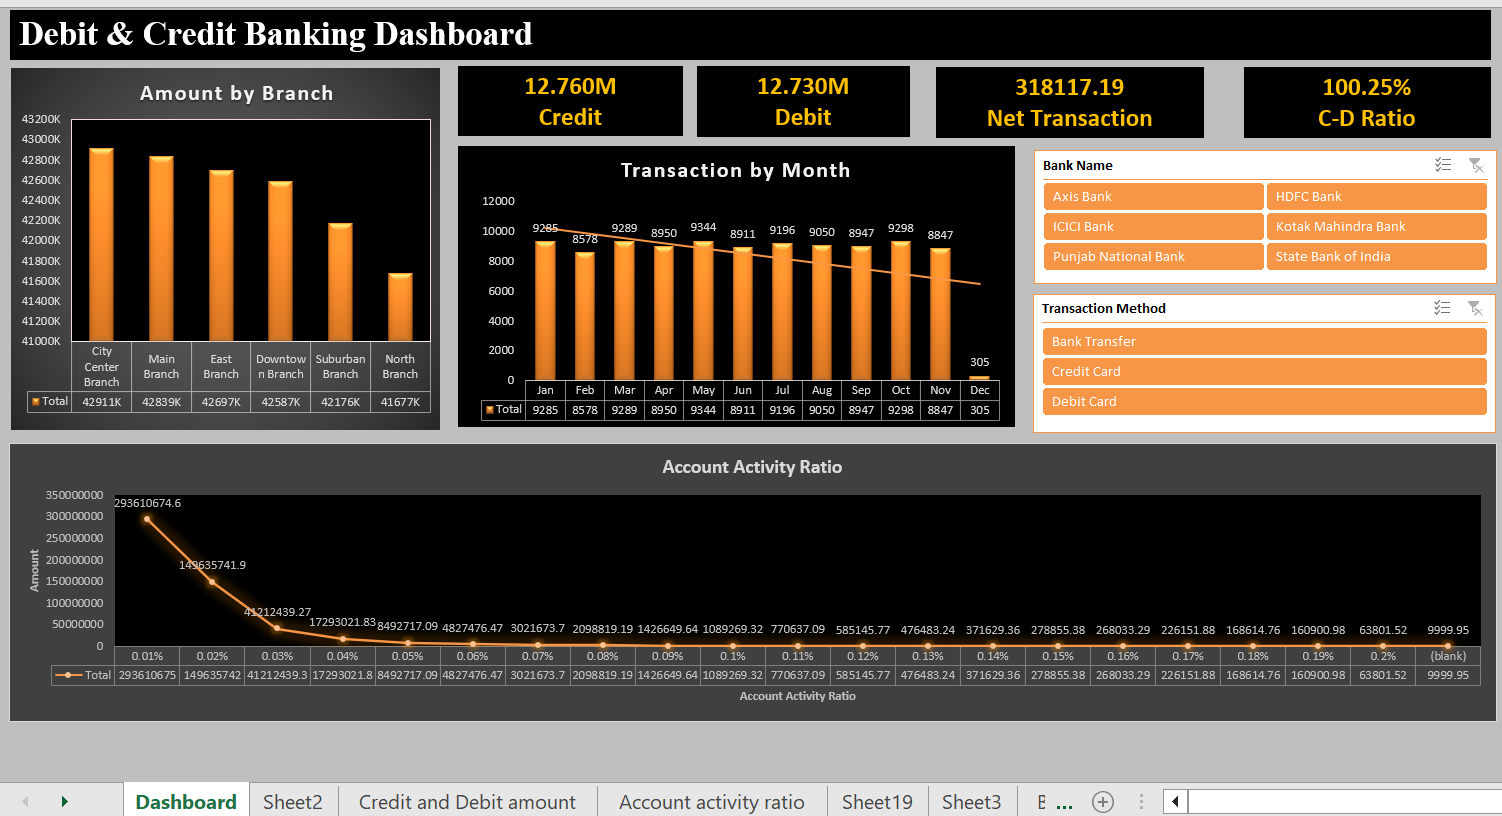 Debit & Credit Banking Dashboard
Amount by Branch
43200K
43000K
42800K
42600K
42400K
42200K
42000K
41800K
41600K
41400K
41200K
41000K
City Center Branch
Main Branch
East Branch
Downtow n Branch
Suburban Branch
North Branch
Total 42911K 42839K 42697K 42587K 42176K 41677K
12.760M
Credit
12.730M
Debit
318117.19
Net Transaction
100.25%
C-D Ratio
Transaction by Month
12000
10000
8000
6000
4000
2000
0
9285 8578 9289 8950 9344 8911 9196 9050 8947 9298 8847 305
Jan Feb Mar Apr May Jun Jul Aug Sep Oct Nov Dec
Total 9285 8578 9289 8950 9344 8911 9196 9050 8947 9298 8847 305
Bank Name
Axis Bank HDFC Bank
ICICI Bank Kotak Mahindra Bank
Punjab National Bank State Bank of India
Transaction Method
Bank Transfer
Credit Card
Debit Card
Account Activity Ratio
Amount
350000000
300000000
250000000
200000000
150000000
100000000
50000000
0
293610674.6 149635741.9 41212439.27 17293021.83 8492717.09 4827476.47 3021673.7 2098819.19 1426649.64 1089269.32 770637.09 585145.77 476483.24 371629.36 278855.38 268033.29 226151.88 168614.76 160900.98 63801.52 9999.95
0.01% 0.02% 0.03% 0.04% 0.05% 0.06% 0.07% 0.08% 0.09% 0.1% 0.11% 0.12% 0.13% 0.14% 0.15% 0.16% 0.17% 0.18% 0.19% 0.2% (blank)
Total 293610675 149635742 41212439.3 17293021.8 8492717.09 4827476.47 3021673.7 2098819.19 1426649.64 1089269.32 770637.09 585145.77 476483.24 371629.36 278855.38 268033.29 226151.88 168614.76 160900.98 63801.52 9999.95
Account Activity Ratio
Dashboard Sheet2 Credit and Debit amount Account activity ratio Sheet19 Sheet3 ...